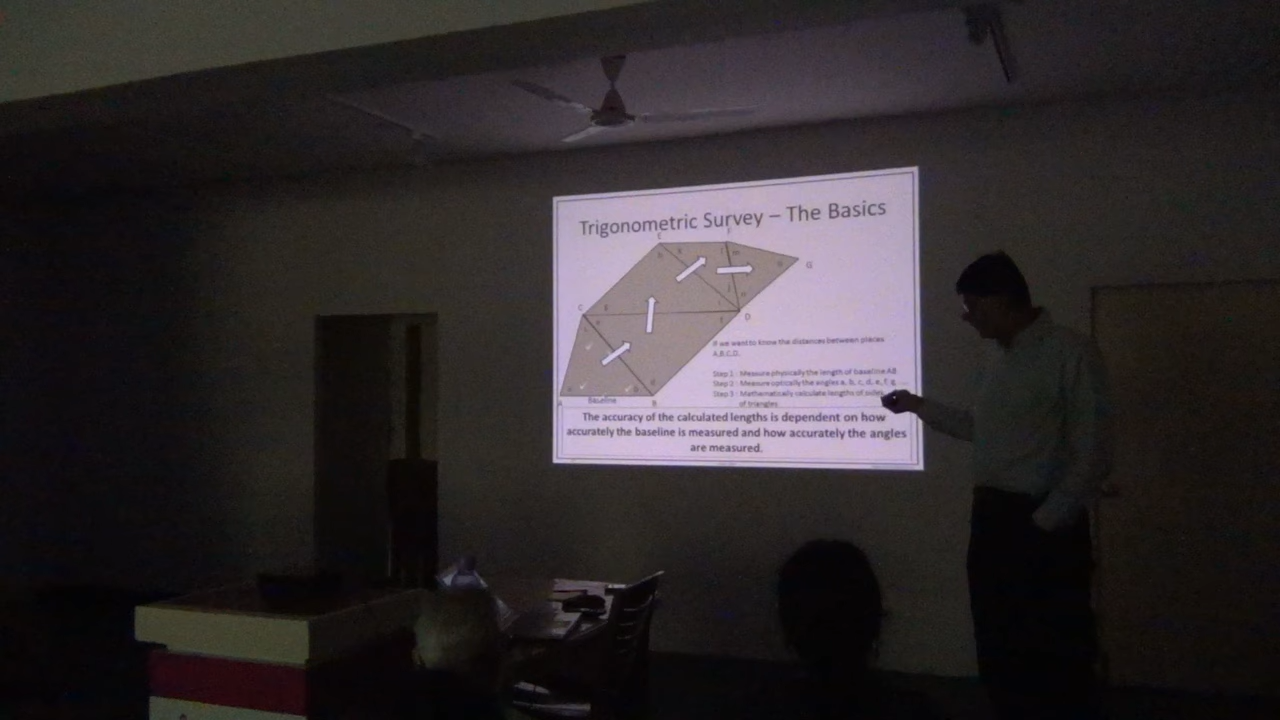 Trigonometric Survey – The Basics
E
F
G
C
D
If we want to know the distances between places
A,B,C,D.
Step 1 : Measure physically the length of baseline AB
Step 2 : Measure optically the angles a, b, c, d, e, f, g, ...
Step 3 : Mathematically calculate lengths of sides
of triangles.
Baseline
A
B
The accuracy of the calculated lengths is dependent on how
accurately the baseline is measured and how accurately the angles
are measured.